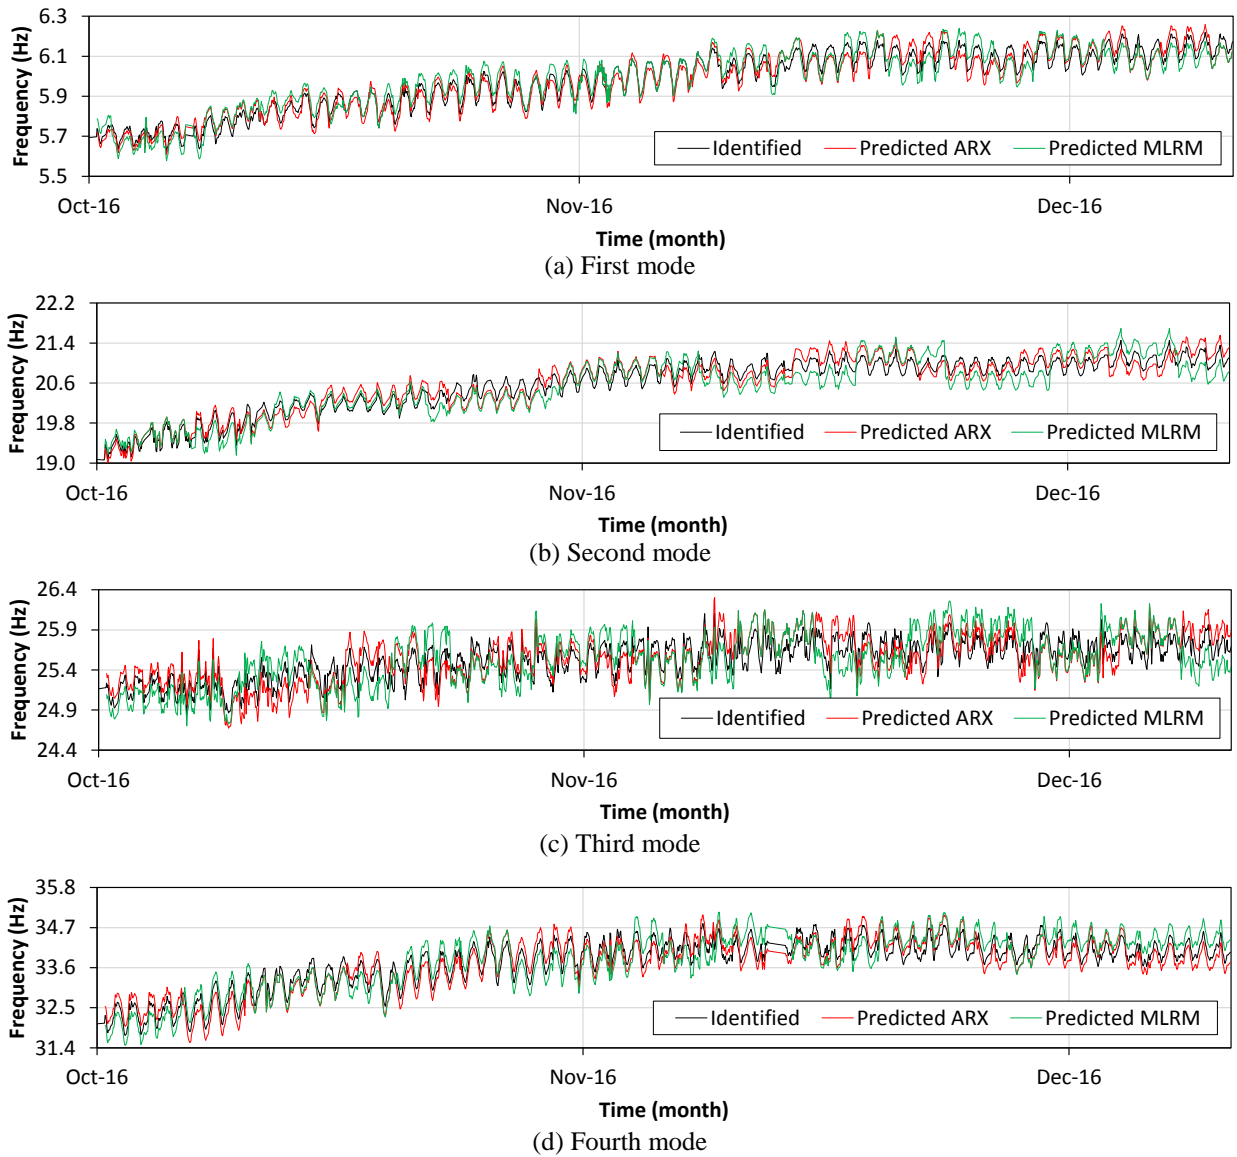 6.3
6.1
5.9
5.7
5.5
Frequency (Hz)
Identified Predicted ARX Predicted MLRM
Oct-16 Nov-16 Dec-16
Time (month)
(a) First mode
22.2
21.4
20.6
19.8
19.0
Frequency (Hz)
Identified Predicted ARX Predicted MLRM
Oct-16 Nov-16 Dec-16
Time (month)
(b) Second mode
26.4
25.9
25.4
24.9
24.4
Frequency (Hz)
Identified Predicted ARX Predicted MLRM
Oct-16 Nov-16 Dec-16
Time (month)
(c) Third mode
35.8
34.7
33.6
32.5
31.4
Frequency (Hz)
Identified Predicted ARX Predicted MLRM
Oct-16 Nov-16 Dec-16
Time (month)
(d) Fourth mode